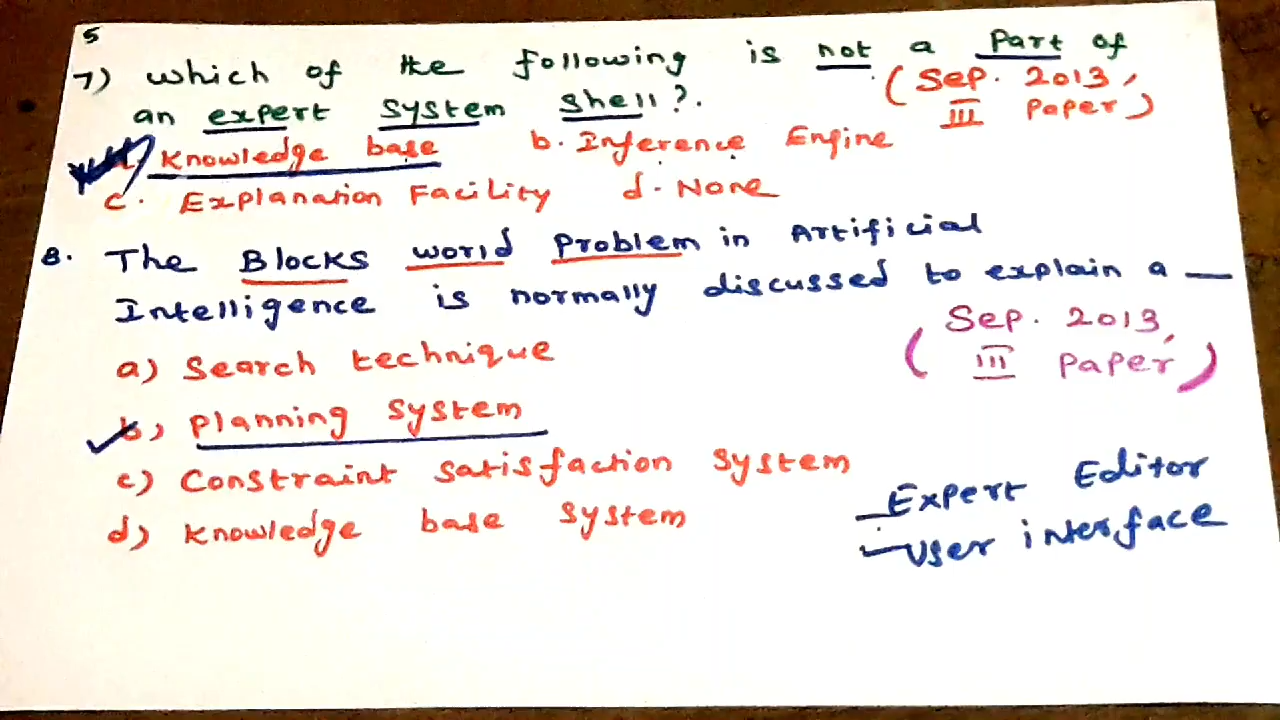 5
7) which of the following is not a part of
an expert system shell?. (Sep. 2013,
III Paper)
knowledge base b. Inference Engine
c. Explanation Facility d. None
8. The Blocks world Problem in Artificial
Intelligence is normally discussed to explain a —
(Sep. 2013,
III Paper)
a) Search technique
b) Planning system
c) Constraint satisfaction system
d) knowledge base system
- Expert Editor
- User interface